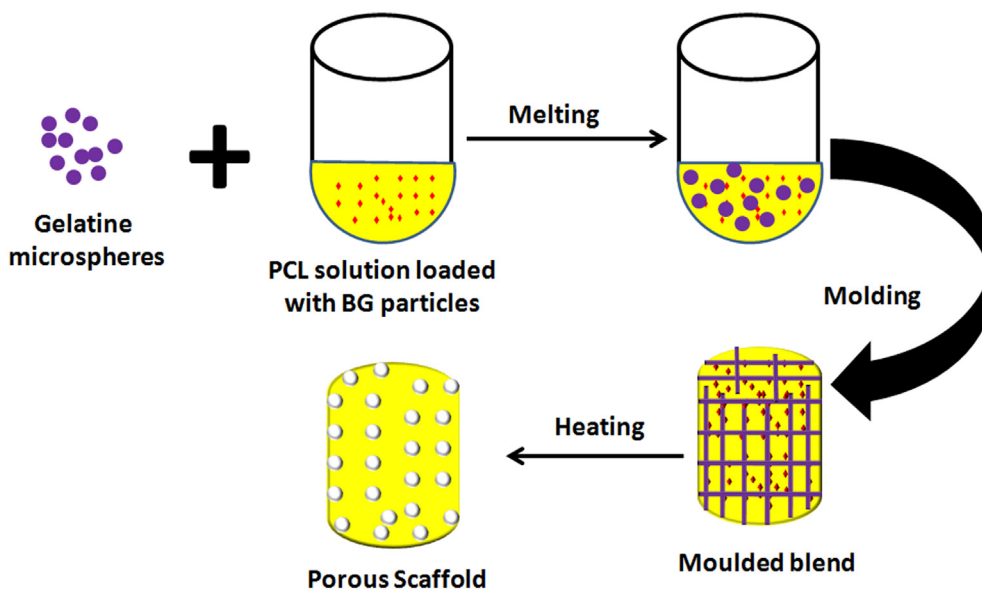 Gelatine
microspheres
PCL solution loaded
with BG particles
Melting
Molding
Moulded blend
Heating
Porous Scaffold